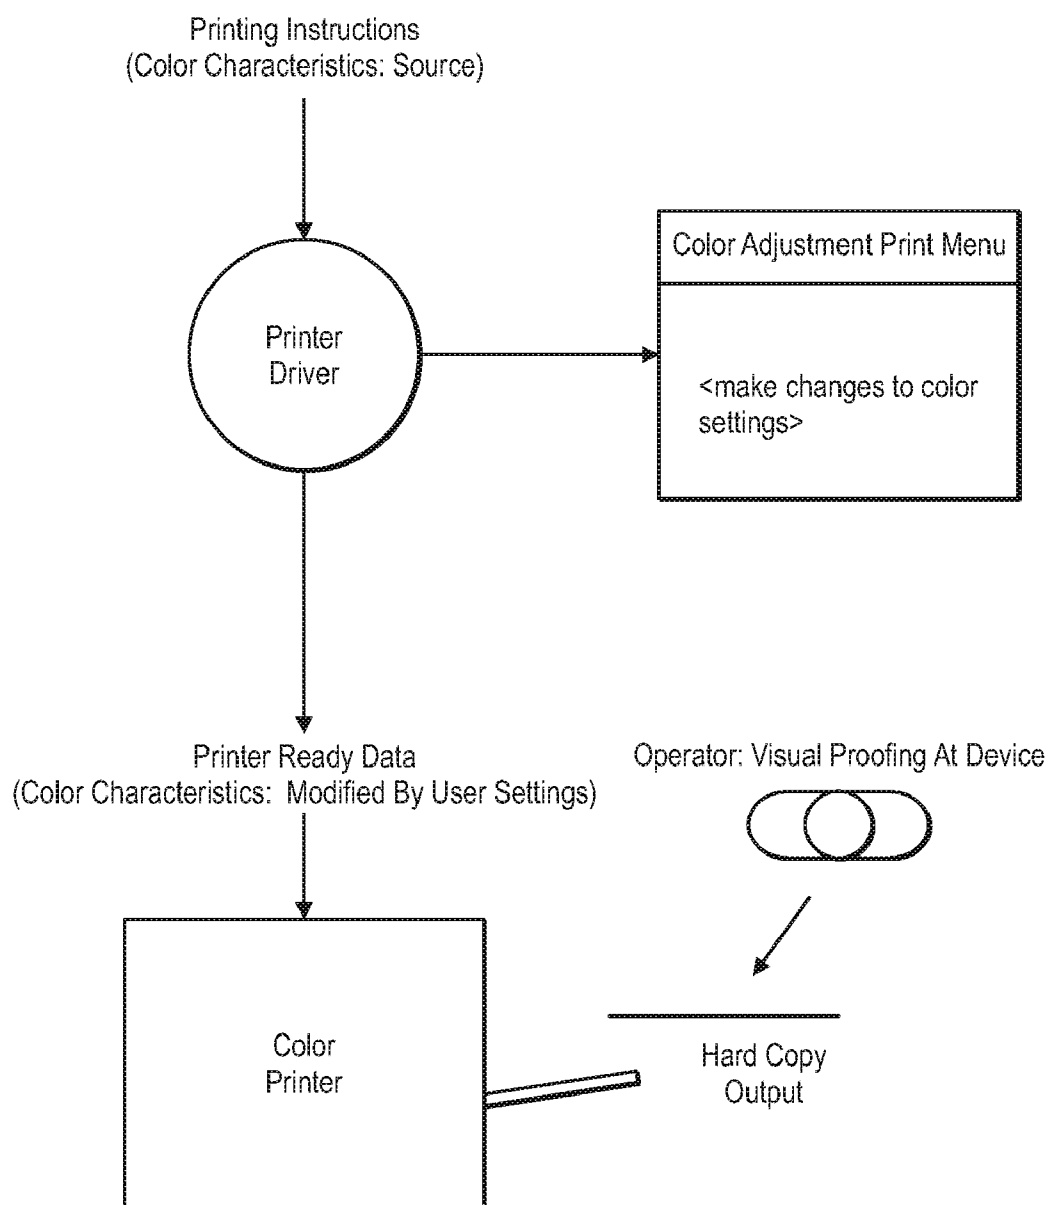 Printing Instructions
(Color Characteristics: Source)
Color Adjustment Print Menu
Printer
Driver
<make changes to color
settings>
Printer Ready Data
(Color Characteristics: Modified By User Settings)
Operator: Visual Proofing At Device
Color
Printer
Hard Copy
Output